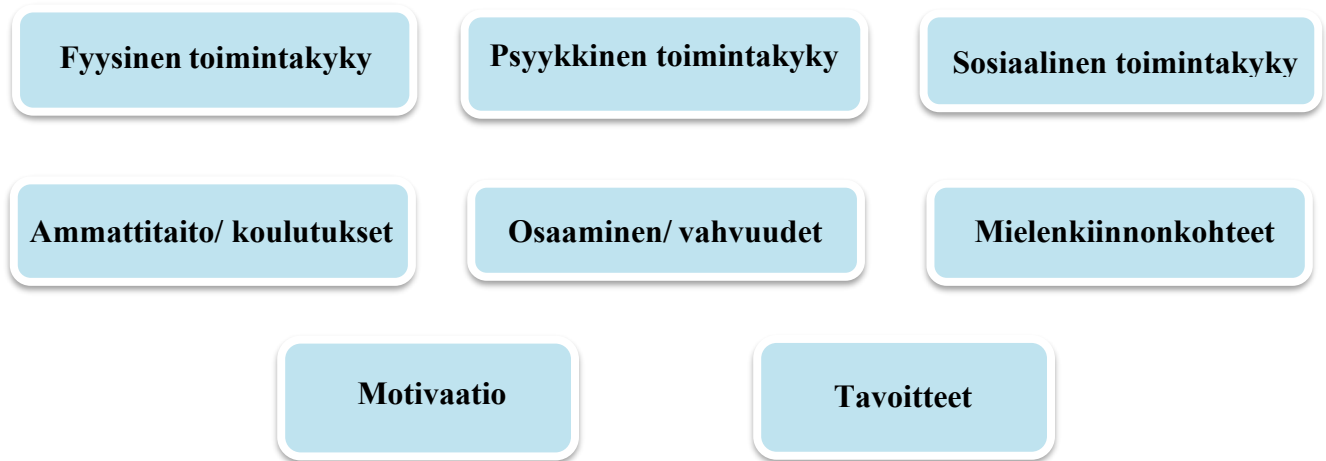 Fyysinen toimintakyky
Psyykkinen toimintakyky
Sosiaalinen toimintakyky
Ammattitaito/ koulutukset
Osaaminen/ vahvuudet
Mielenkiinnonkohteet
Motivaatio
Tavoitteet